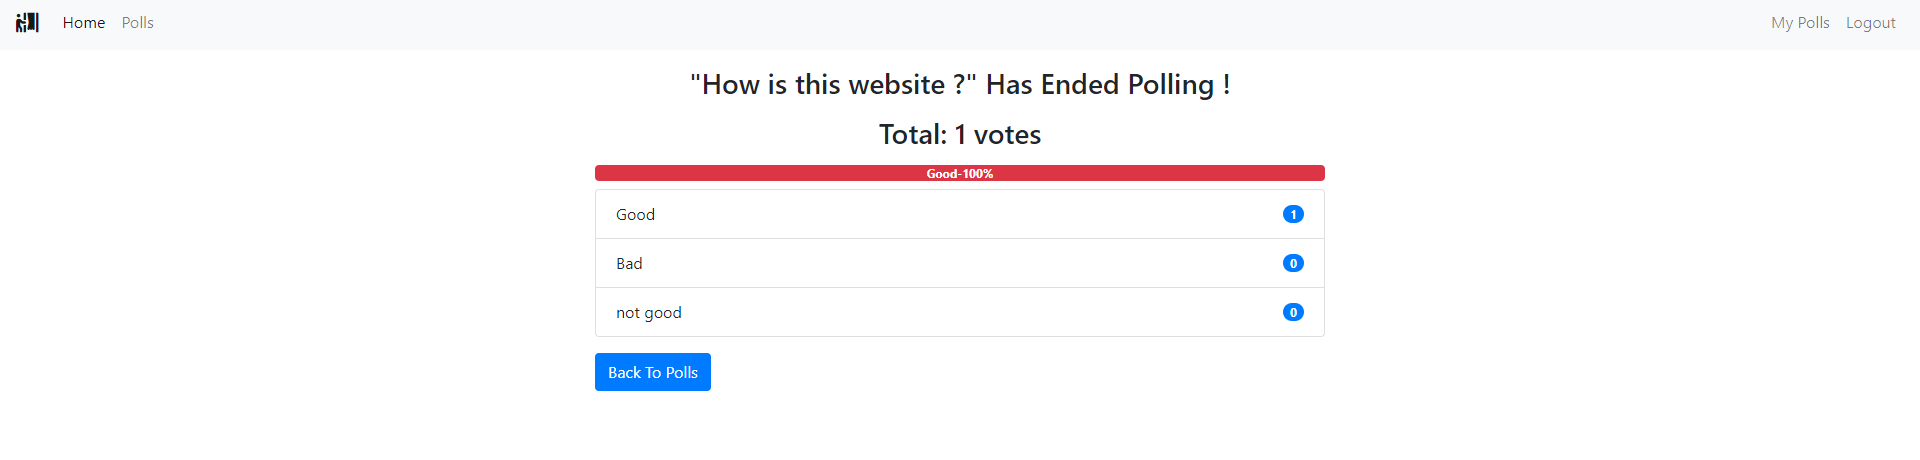 Home Polls My Polls Logout
"How is this website ?" Has Ended Polling !
Total: 1 votes
Good-100%
Good 1
Bad 0
not good 0
Back To Polls